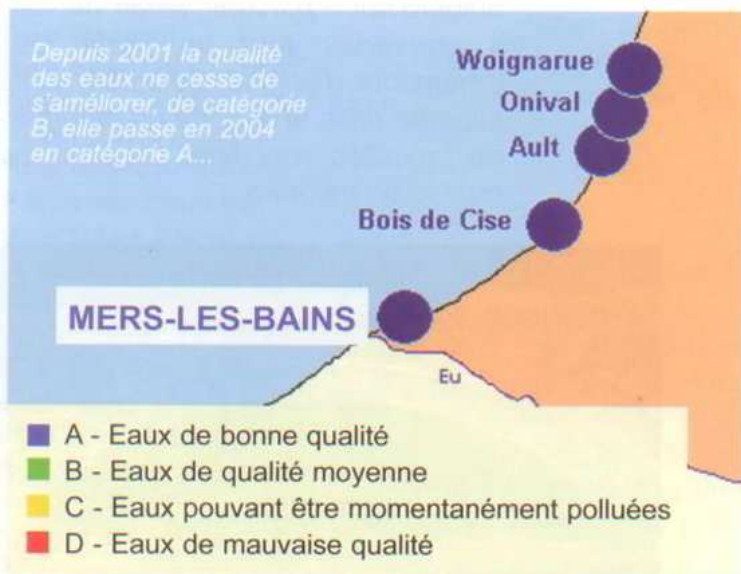 Depuis 2001 la qualité
des eaux ne cesse de
s'améliorer, de catégorie
B, elle passe en 2004
en catégorie A...
Woignarue
Onival
Ault
Bois de Cise
MERS-LES-BAINS
Eu
A - Eaux de bonne qualité
B - Eaux de qualité moyenne
C - Eaux pouvant être momentanément polluées
D - Eaux de mauvaise qualité